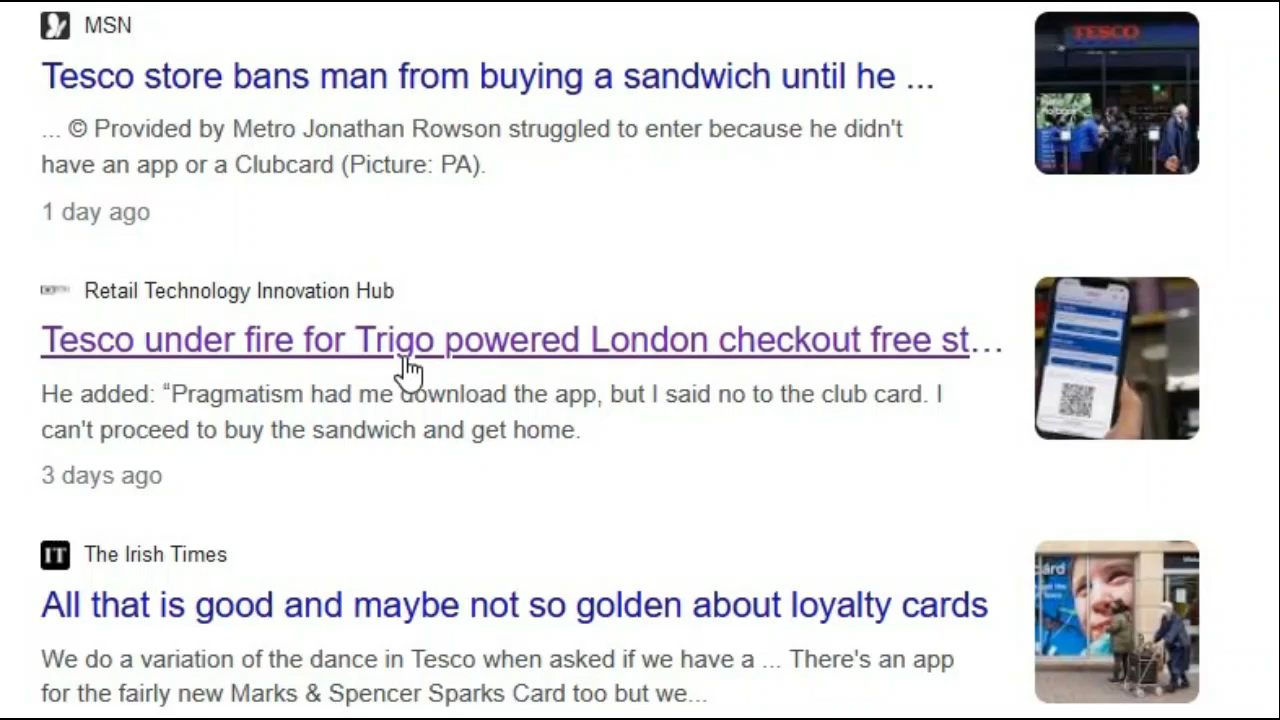 MSN
Tesco store bans man from buying a sandwich until he ...
... © Provided by Metro Jonathan Rowson struggled to enter because he didn't
have an app or a Clubcard (Picture: PA).
1 day ago
TESCO
Retail Technology Innovation Hub
Tesco under fire for Trigo powered London checkout free st...
He added: “Pragmatism had me download the app, but I said no to the club card. I
can't proceed to buy the sandwich and get home.
3 days ago
IT The Irish Times
All that is good and maybe not so golden about loyalty cards
We do a variation of the dance in Tesco when asked if we have a ... There's an app
for the fairly new Marks & Spencer Sparks Card too but we...